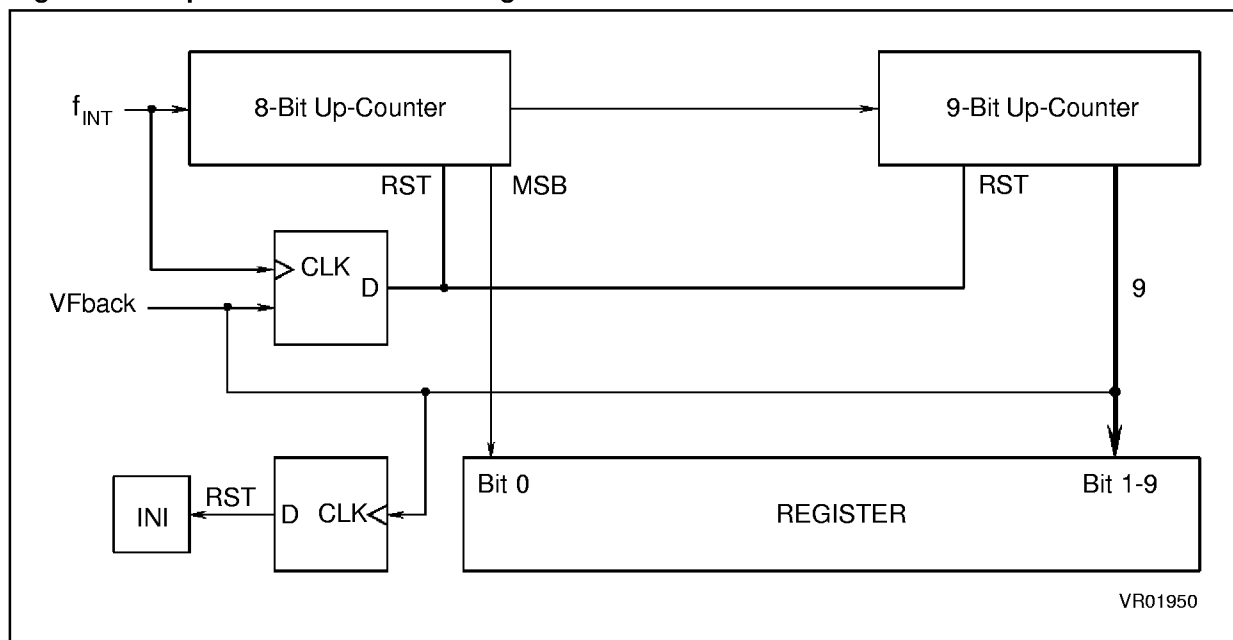 8-Bit Up-Counter
9-Bit Up-Counter
fINT
RST
MSB
RST
CLK
D
VFback
9
INI
RST
D
CLK
Bit 0
Bit 1-9
REGISTER
VR01950